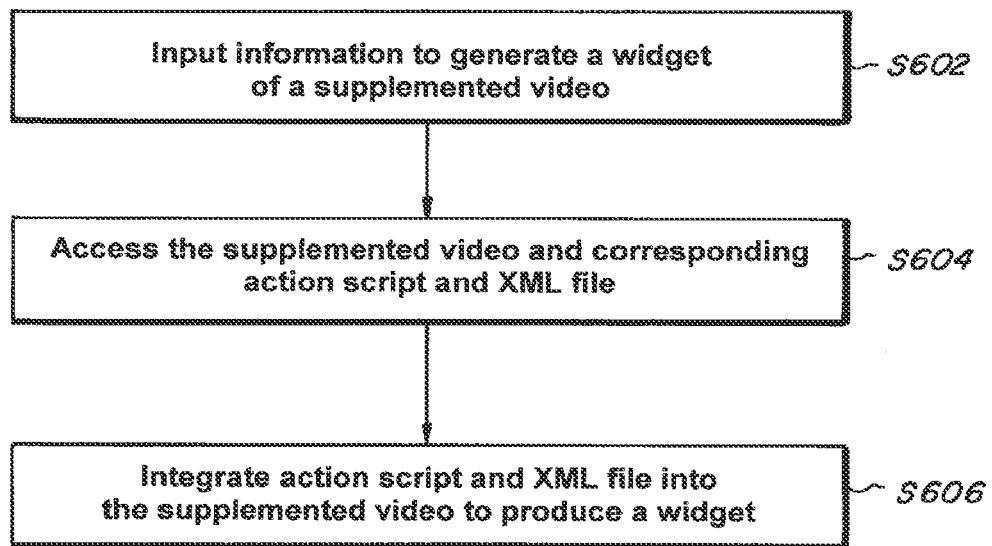 Input information to generate a widget
of a supplemented video
S602
Access the supplemented video and corresponding
action script and XML file
S604
Integrate action script and XML file into
the supplemented video to produce a widget
S606